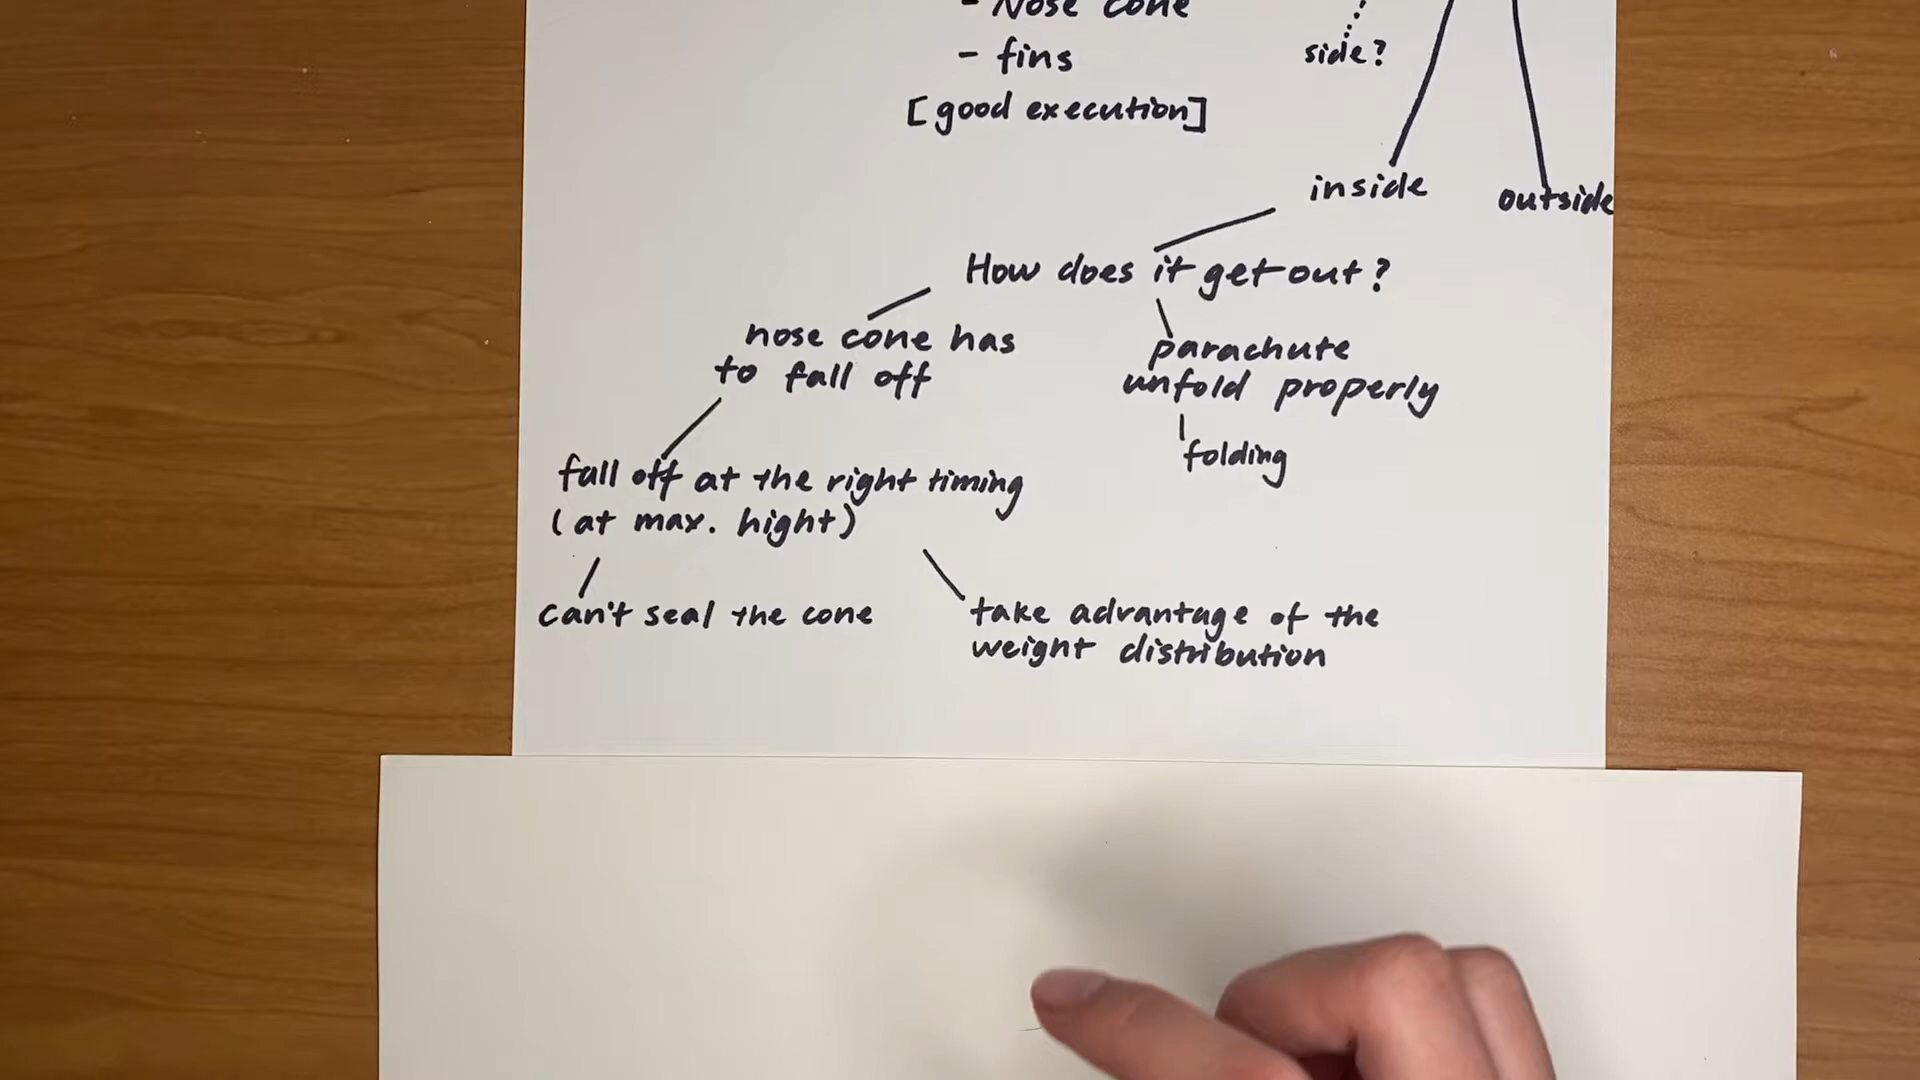 - Nose cone
- fins
[good execution]
side?
inside
outside
How does it get out?
nose cone has
to fall off
parachute
unfold properly
folding
fall off at the right timing
(at max. hight)
can't seal the cone
take advantage of the
weight distribution